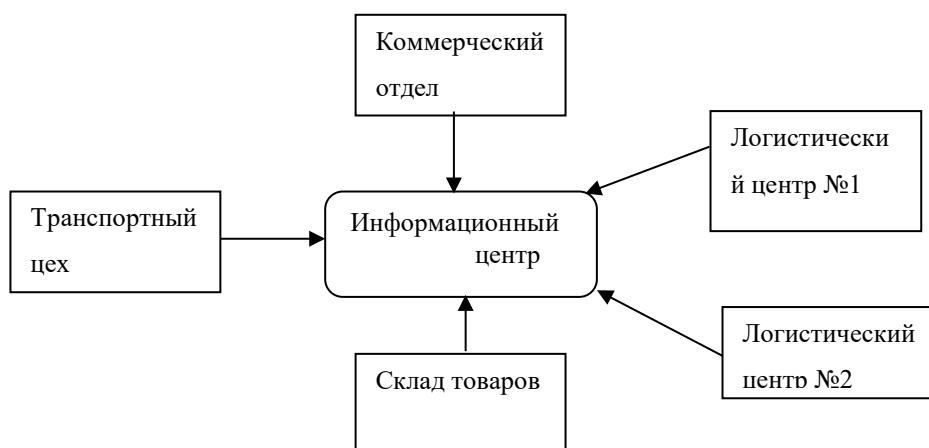 Коммерческий
отдел
Логистически
й центр №1
Транспортный
цех
Информационный
центр
Логистический
центр №2
Склад товаров